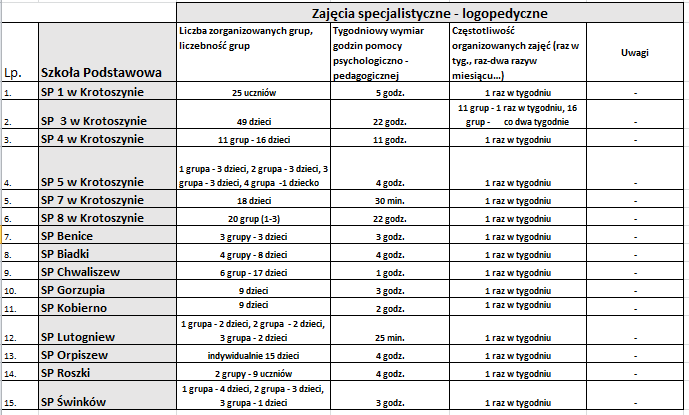 Zajęcia specjalistyczne - logopedyczne
Lp. Szkoła Podstawowa Liczba zorganizowanych grup, liczebność grup Tygodniowy wymiar godzin pomocy psychologiczno - pedagogicznej Częstotliwość organizowanych zajęć (raz w tyg., raz-dwa razyw miesiącu...) Uwagi
1. SP 1 w Krotoszynie 25 uczniów 5 godz. 1 raz w tygodniu -
2. SP 3 w Krotoszynie 49 dzieci 22 godz. 11 grup - 1 raz w tygodniu, 16 grup - co dwa tygodnie -
3. SP 4 w Krotoszynie 11 grup - 16 dzieci 11 godz. 1 raz w tygodniu -
4. SP 5 w Krotoszynie 1 grupa - 3 dzieci, 2 grupa - 3 dzieci, 3 grupa - 3 dzieci, 4 grupa -1 dziecko 4 godz. 1 raz w tygodniu -
5. SP 7 w Krotoszynie 18 dzieci 30 min. 1 raz w tygodniu -
6. SP 8 w Krotoszynie 20 grup (1-3) 22 godz. 1 raz w tygodniu -
7. SP Benice 3 grupy - 3 dzieci 3 godz. 1 raz w tygodniu -
8. SP Biadki 4 grupy - 8 dzieci 4 godz. 1 raz w tygodniu -
9. SP Chwaliszew 6 grup - 17 dzieci 1 godz. 1 raz w tygodniu -
10. SP Gorzupia 9 dzieci 3 godz. 1 raz w tygodniu -
11. SP Kobierno 9 dzieci 2 godz. 1 raz w tygodniu -
12. SP Lutogniew 1 grupa - 2 dzieci, 2 grupa - 2 dzieci, 3 grupa - 2 dzieci 25 min. 1 raz w tygodniu -
13. SP Orpiszew indywidualnie 15 dzieci 4 godz. 1 raz w tygodniu -
14. SP Roszki 2 grupy - 9 uczniów 4 godz. 1 raz w tygodniu -
15. SP Świnków 1 grupa - 4 dzieci, 2 grupa - 3 dzieci, 3 grupa - 1 dzieci 3 godz. 1 raz w tygodniu -